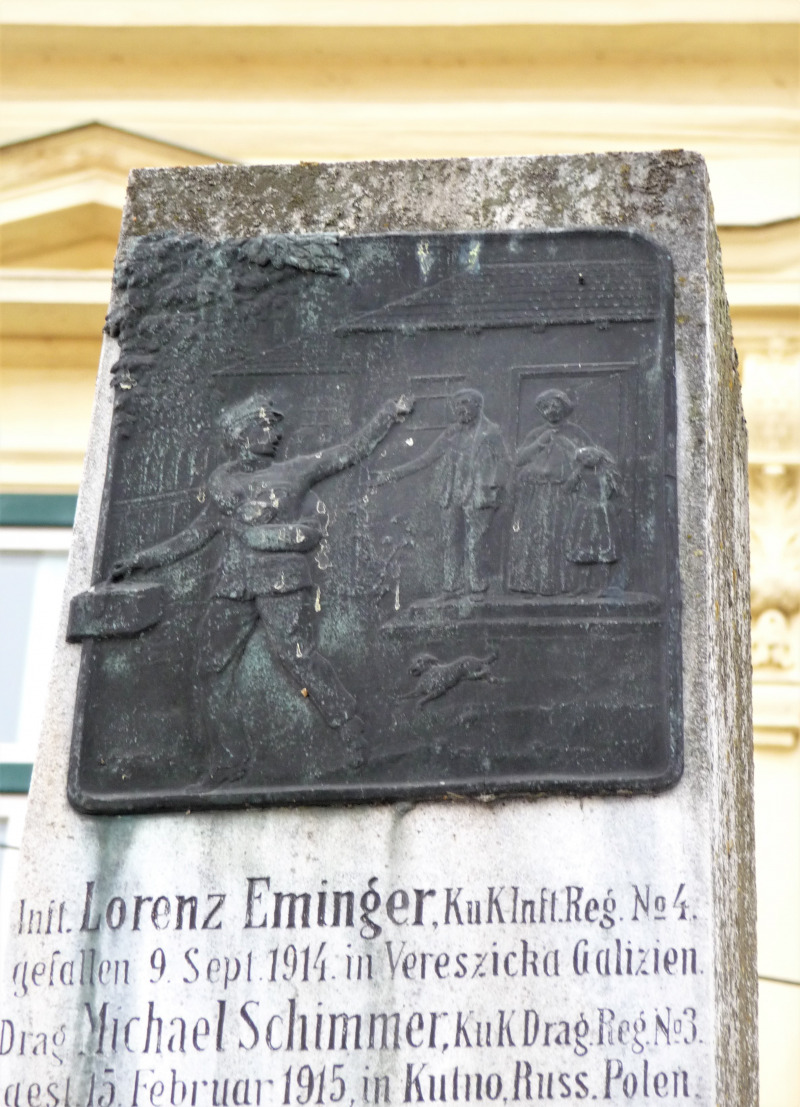 Inft. Lorenz Eminger, KuK Inft. Reg. No 4.
gefallen 9. Sept. 1914. in Vereszicka Galizien.
Drag Michael Schimmer, KuK Drag. Reg. No 3.
gest. 15. Februar 1915, in Kutno, Russ. Polen.